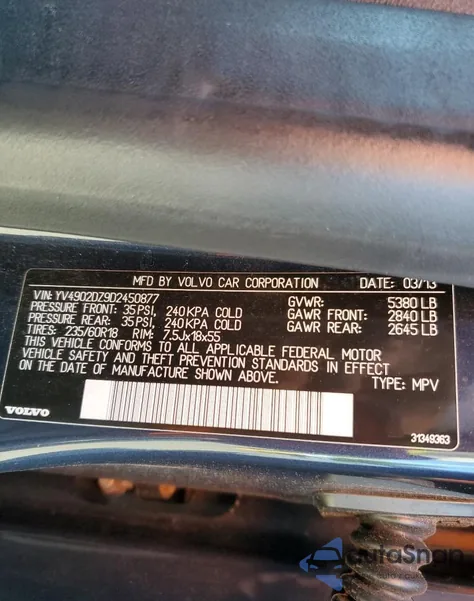 MFD BY VOLVO CAR CORPORATION DATE: 03/13
VIN: YV4902DZ9D2450877 GVWR: 5380 LB
PRESSURE FRONT: 35PSI, 240KPA COLD GAWR FRONT: 2840 LB
PRESSURE REAR: 35PSI, 240KPA COLD GAWR REAR: 2645 LB
TIRES: 235/60R18 RIM: 7.5Jx18x55
THIS VEHICLE CONFORMS TO ALL APPLICABLE FEDERAL MOTOR
VEHICLE SAFETY AND THEFT PREVENTION STANDARDS IN EFFECT
ON THE DATE OF MANUFACTURE SHOWN ABOVE. TYPE: MPV
VOLVO 31349363
AutoSnap